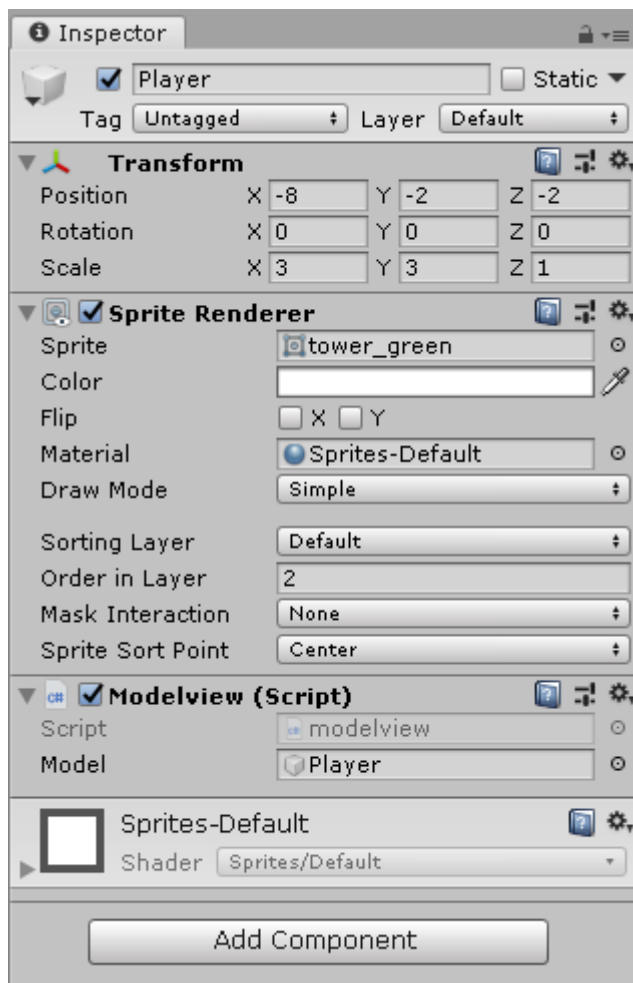 Inspector
Player Static
Tag Untagged Layer Default
Transform
Position X -8 Y -2 Z -2
Rotation X 0 Y 0 Z 0
Scale X 3 Y 3 Z 1
Sprite Renderer
Sprite tower_green
Color
Flip X Y
Material Sprites-Default
Draw Mode Simple
Sorting Layer Default
Order in Layer 2
Mask Interaction None
Sprite Sort Point Center
C# Modelview (Script)
Script modelview
Model Player
Sprites-Default
Shader Sprites/Default
Add Component